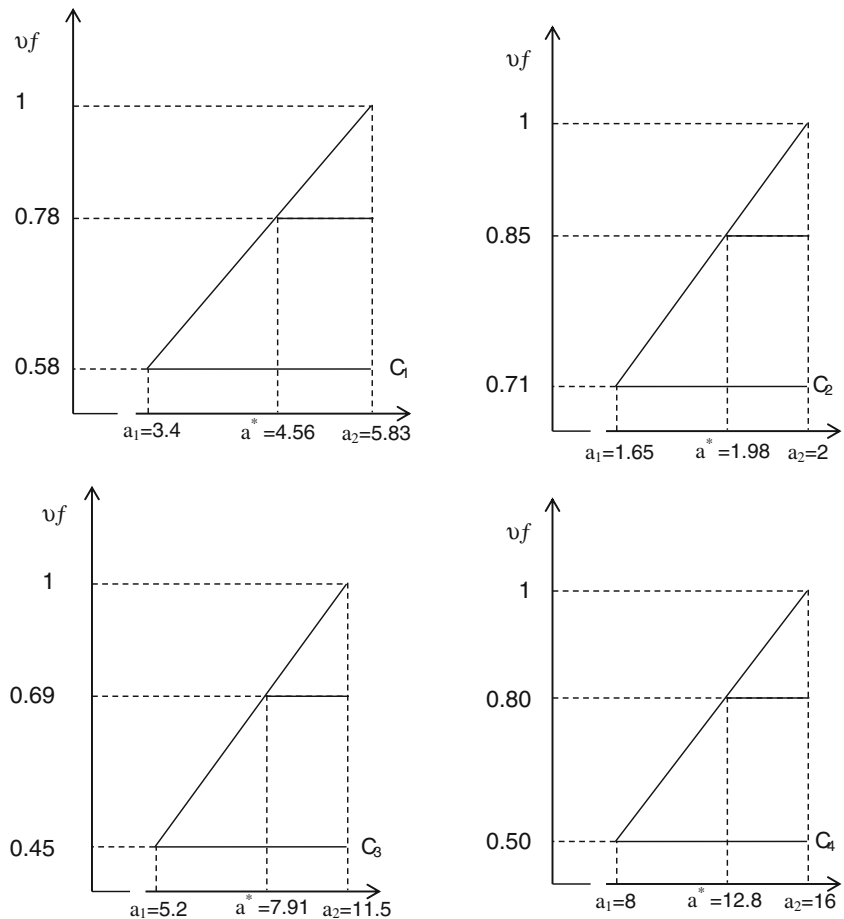 υf
1
0.78
0.58
C1
a1=3.4 a* =4.56 a2=5.83
υf
1
0.85
0.71
C2
a1=1.65 a* =1.98 a2=2
υf
1
0.69
0.45
C3
a1=5.2 a* =7.91 a2=11.5
υf
1
0.80
0.50
C4
a1=8 a* =12.8 a2=16